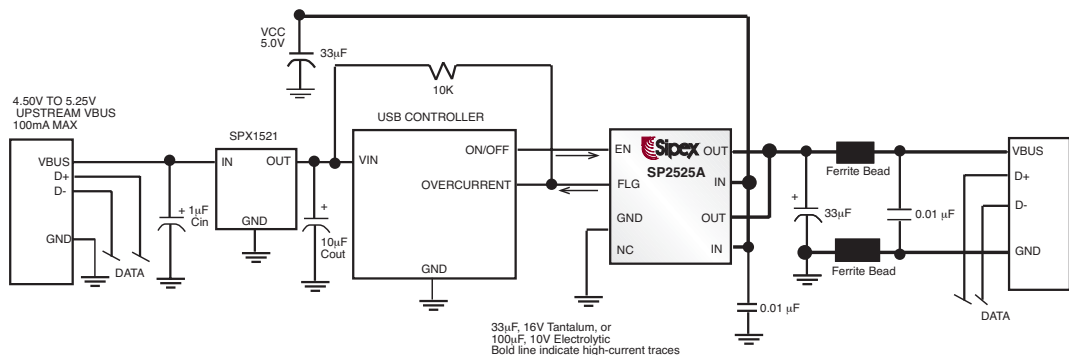 VCC
5.0V
33µF
10K
4.50V TO 5.25V
UPSTREAM VBUS
100mA MAX
VBUS
D+
D-
GND
DATA
+ 1µF
Cin
SPX1521
IN
OUT
GND
+
10µF
Cout
USB CONTROLLER
VIN
ON/OFF
OVERCURRENT
GND
Sipex
SP2525A
EN
FLG
GND
NC
OUT
IN
OUT
IN
0.01 µF
+
33µF
Ferrite Bead
0.01 µF
Ferrite Bead
VBUS
D+
D-
GND
DATA
33µF, 16V Tantalum, or
100µF, 10V Electrolytic
Bold line indicate high-current traces